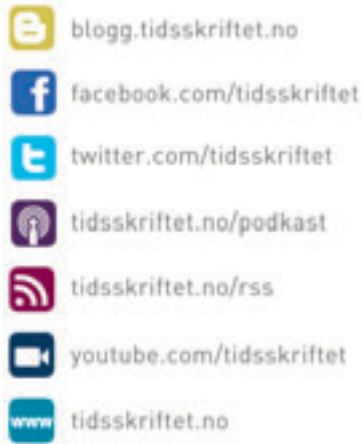 blogg.tidsskriftet.no
facebook.com/tidsskriftet
twitter.com/tidsskriftet
tidsskriftet.no/podkast
tidsskriftet.no/rss
youtube.com/tidsskriftet
www tidsskriftet.no